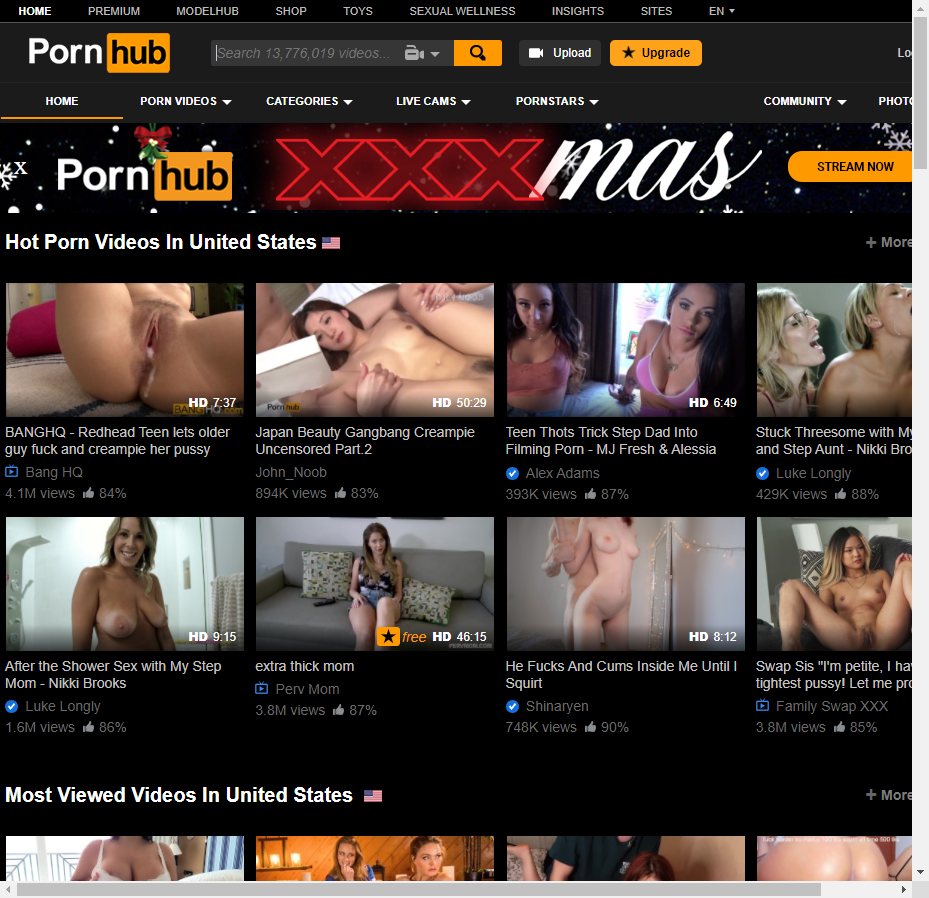 HOME PREMIUM MODELHUB SHOP TOYS SEXUAL WELLNESS INSIGHTS SITES EN
Pornhub Search 13,776,019 videos... Upload Upgrade Lo
HOME PORN VIDEOS CATEGORIES LIVE CAMS PORNSTARS COMMUNITY PHOTO
X Pornhub XXXmas STREAM NOW
Hot Porn Videos In United States + More
HD 7:37 HD 50:29 HD 6:49
BANGHQ - Redhead Teen lets older Japan Beauty Gangbang Creampie Teen Thots Trick Step Dad Into Stuck Threesome with My
guy fuck and creampie her pussy Uncensored Part.2 Filming Porn - MJ Fresh & Alessia and Step Aunt - Nikki Bro
Bang HQ John_Noob Alex Adams Luke Longly
4.1M views 84% 894K views 83% 393K views 87% 429K views 88%
HD 9:15 free HD 46:15 HD 8:12
After the Shower Sex with My Step extra thick mom He Fucks And Cums Inside Me Until I Swap Sis "I'm petite, I ha
Mom - Nikki Brooks Squirt tightest pussy! Let me pro
Luke Longly Perv Mom Shinaryen Family Swap XXX
1.6M views 86% 3.8M views 87% 748K views 90% 3.8M views 85%
Most Viewed Videos In United States + More